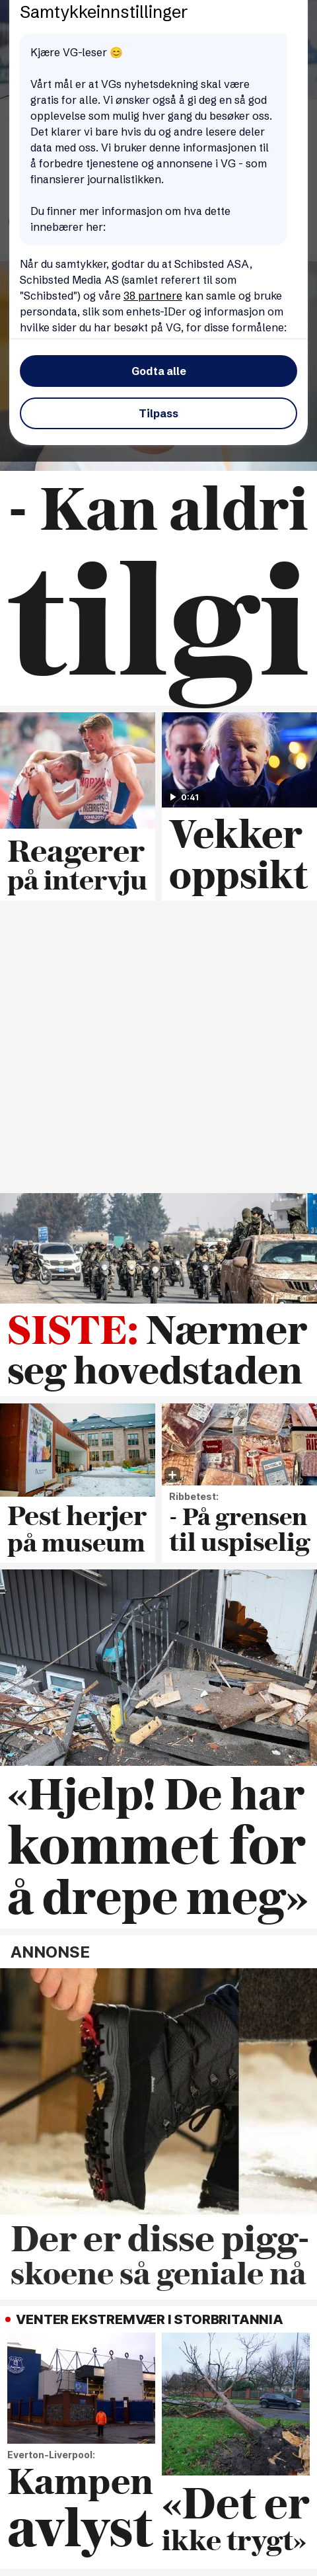 Samtykkeinnstillinger
Kjære VG-leser 😊
Vårt mål er at VGs nyhetsdekning skal være
gratis for alle. Vi ønsker også å gi deg en så god
opplevelse som mulig hver gang du besøker oss.
Det klarer vi bare hvis du og andre lesere deler
data med oss. Vi bruker denne informasjonen til
å forbedre tjenestene og annonsene i VG - som
finansierer journalistikken.
Du finner mer informasjon om hva dette
innebærer her:
Når du samtykker, godtar du at Schibsted ASA,
Schibsted Media AS (samlet referert til som
"Schibsted") og våre 38 partnere kan samle og bruke
persondata, slik som enhets-IDer og informasjon om
hvilke sider du har besøkt på VG, for disse formålene:
Godta alle
Tilpass
- Kan aldri
tilgi
0:41
Reagerer
på intervju
Vekker
oppsikt
SISTE: Nærmer
seg hovedstaden
Pest herjer
på museum
Ribbetest:
- På grensen
til uspiselig
«Hjelp! De har
kommet for
å drepe meg»
ANNONSE
Der er disse pigg-
skoene så geniale nå
VENTER EKSTREMVÆR I STORBRITANNIA
Everton-Liverpool:
Kampen
avlyst
«Det er
ikke trygt»